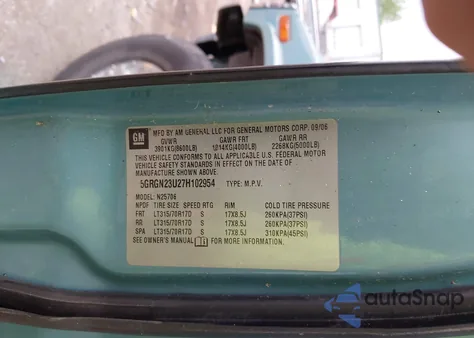 GM
MFD BY AM GENERAL LLC FOR GENERAL MOTORS CORP. 09/06
GVWR GAWR FRT GAWR RR
3901KG(8600LB) 1814KG(4000LB) 2268KG(5000LB)
THIS VEHICLE CONFORMS TO ALL APPLICABLE U.S. FEDERAL MOTOR
VEHICLE SAFETY STANDARDS IN EFFECT ON THE DATE OF
MANUFACTURE SHOWN ABOVE.
5GRGN23U27H102954 TYPE: M.P.V.
MODEL: N25706
NPDF TIRE SIZE SPEED RTG RIM COLD TIRE PRESSURE
FRT LT315/70R17D S 17X8.5J 260KPA(37PSI)
RR LT315/70R17D S 17X8.5J 260KPA(37PSI)
SPA LT315/70R17D S 17X8.5J 310KPA(45PSI)
SEE OWNER'S MANUAL FOR MORE INFORMATION.
autoSnap